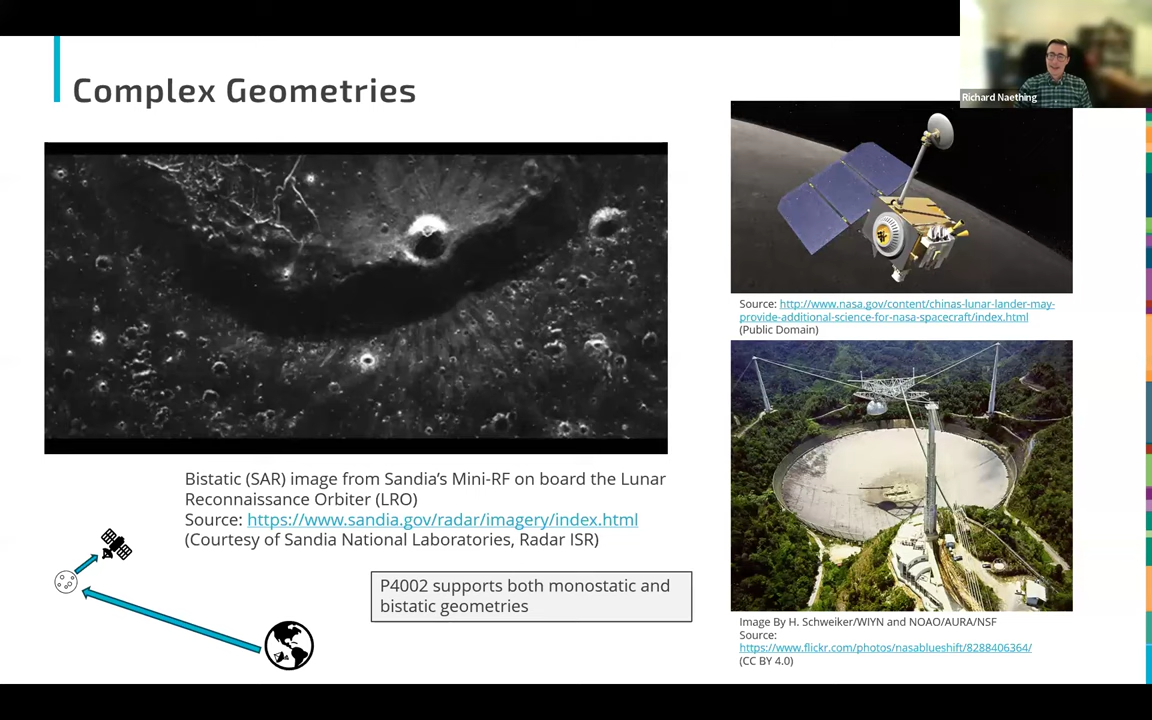 Complex Geometries
Richard Naething
Source: http://www.nasa.gov/content/chinas-lunar-lander-may-
provide-additional-science-for-nasa-spacecraft/index.html
(Public Domain)
Bistatic (SAR) image from Sandia's Mini-RF on board the Lunar
Reconnaissance Orbiter (LRO)
Source: https://www.sandia.gov/radar/imagery/index.html
(Courtesy of Sandia National Laboratories, Radar ISR)
P4002 supports both monostatic and
bistatic geometries
Image By H. Schweiker/WIYN and NOAO/AURA/NSF
Source:
https://www.flickr.com/photos/nasablueshift/8288406364/
(CC BY 4.0)